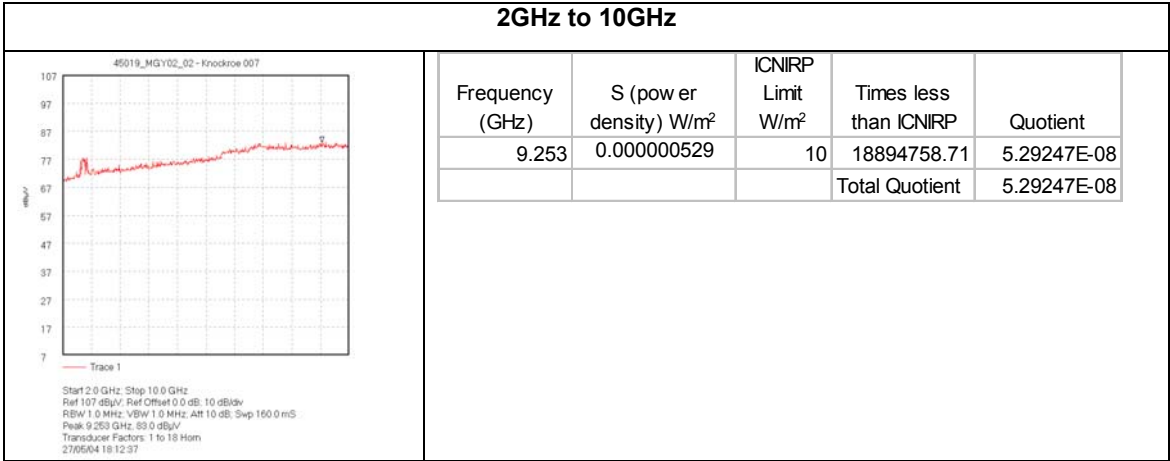 2GHz to 10GHz
45019_MGY02_02 - Knockroe 007
107
97
87
77
67
57
47
37
27
17
7
dBµV
Trace 1
Start 2.0 GHz; Stop 10.0 GHz
Ref 107 dBµV; Ref Offset 0.0 dB; 10 dB/div
RBW 1.0 MHz; VBW 1.0 MHz; Att 10 dB; Swp 160.0 mS
Peak 9.253 GHz, 83.0 dBµV
Transducer Factors: 1 to 18 Horn
27/05/04 18:12:37
Frequency (GHz) S (pow er density) W/m² ICNIRP Limit W/m² Times less than ICNIRP Quotient
9.253 0.000000529 10 18894758.71 5.29247E-08
Total Quotient 5.29247E-08